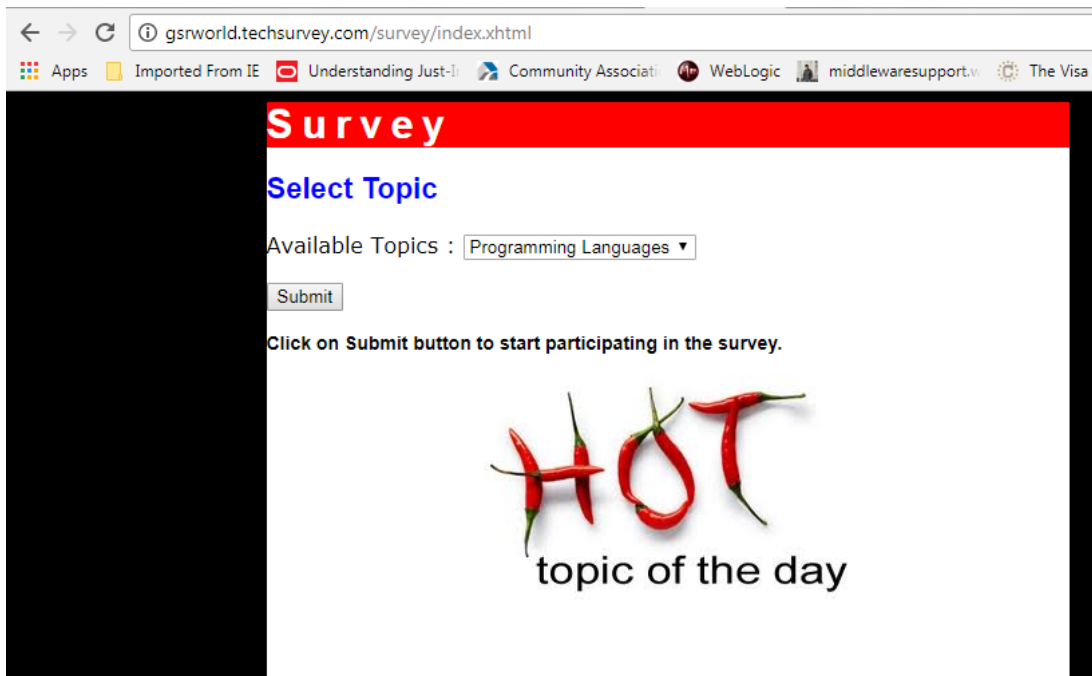 gsrworld.techsurvey.com/survey/index.xhtml
Apps Imported From IE Understanding Just-I Community Associati WebLogic middlewaresupport.w The Visa
Survey
Select Topic
Available Topics : Programming Languages
Submit
Click on Submit button to start participating in the survey.
HOT
topic of the day